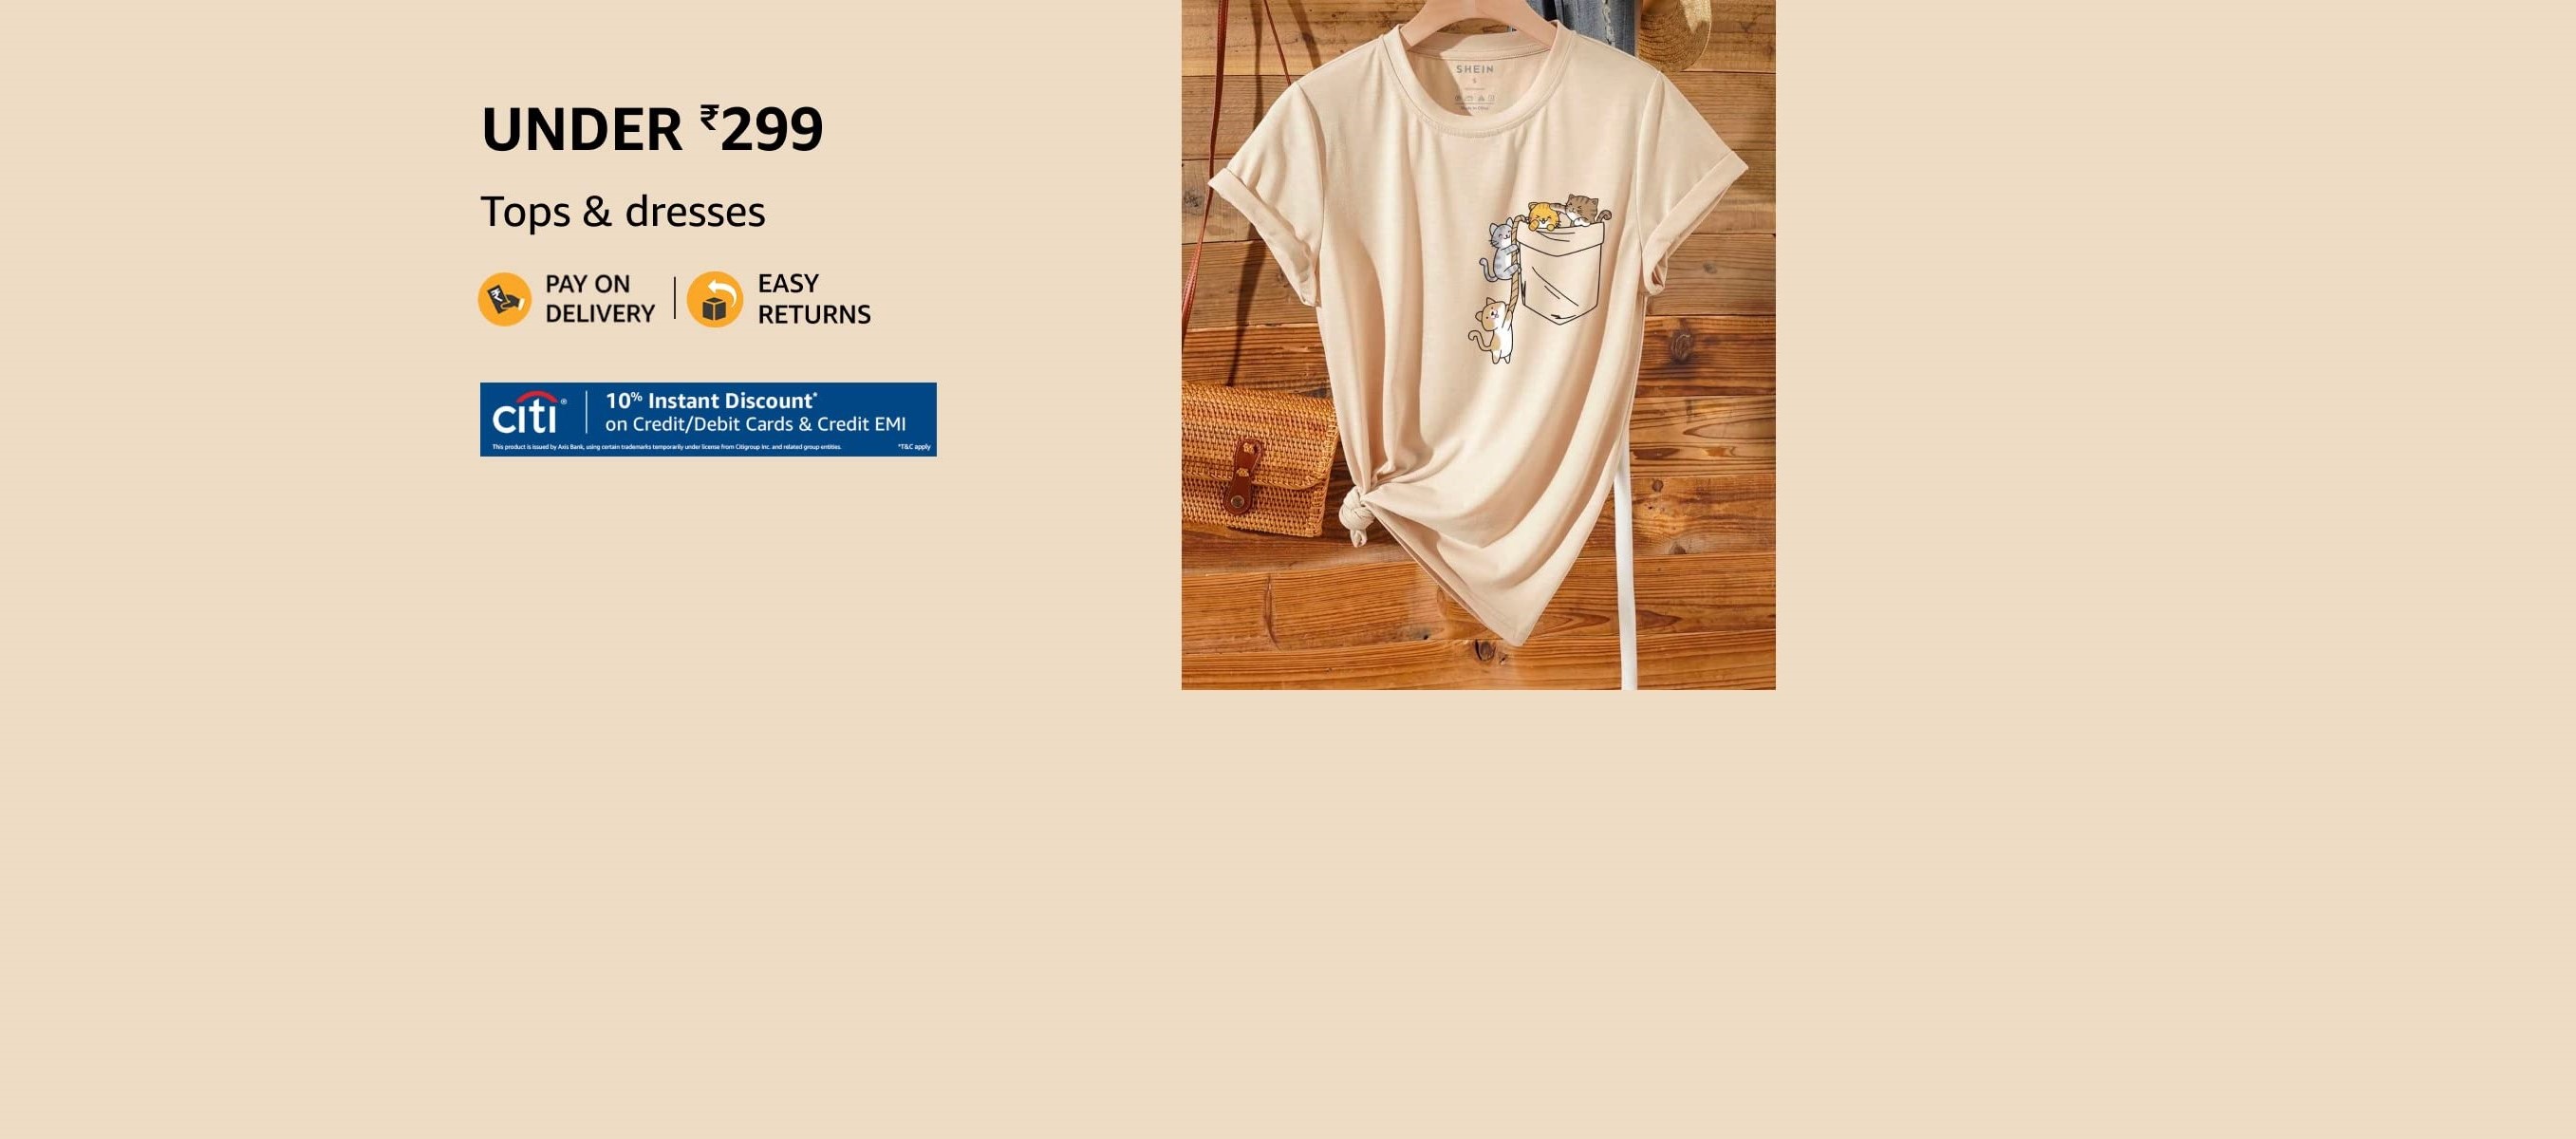 UNDER ₹299
Tops & dresses
PAY ON
DELIVERY
EASY
RETURNS
citi®
10% Instant Discount*
on Credit/Debit Cards & Credit EMI
This product is issued by Axis Bank, using certain trademarks temporarily under license from Citigroup Inc. and related group entities.
*T&C apply
SHEIN
S